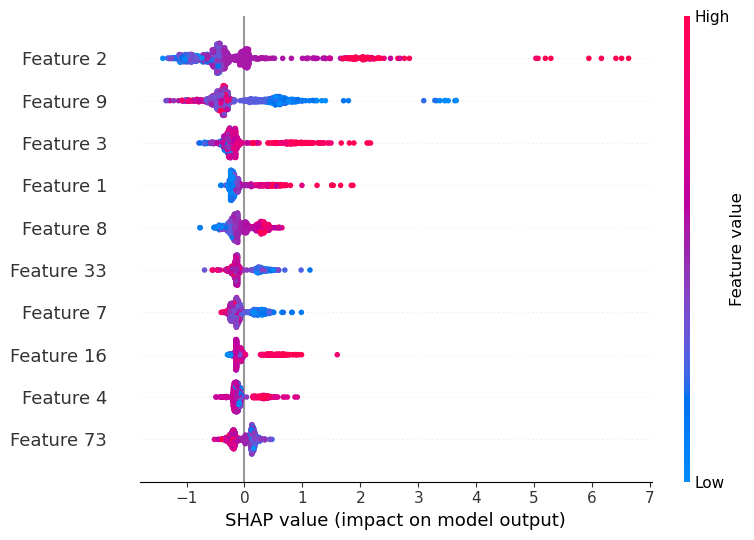 High
Feature 2
Feature 9
Feature 3
Feature 1
Feature 8
Feature 33
Feature 7
Feature 16
Feature 4
Feature 73
Feature value
Low
−1 0 1 2 3 4 5 6 7
SHAP value (impact on model output)